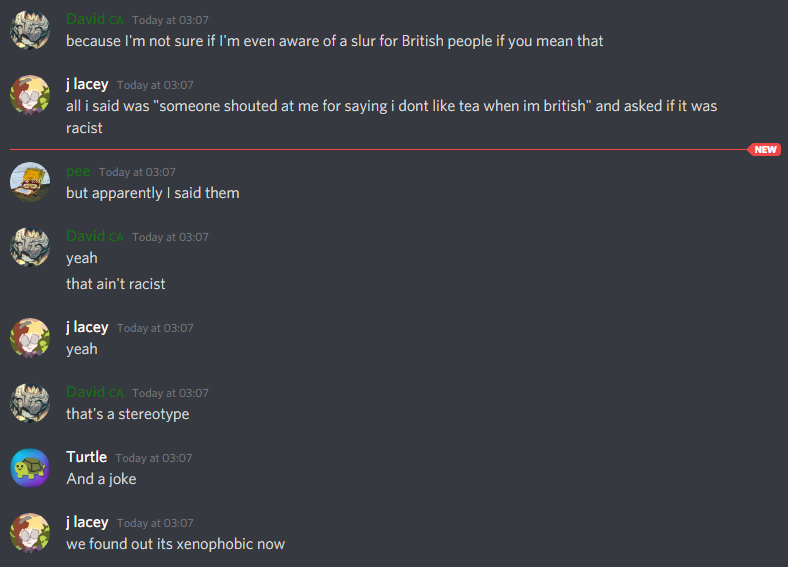 David CA Today at 03:07
because I'm not sure if I'm even aware of a slur for British people if you mean that
j lacey Today at 03:07
all i said was "someone shouted at me for saying i dont like tea when im british" and asked if it was
racist
NEW
pee Today at 03:07
but apparently I said them
David CA Today at 03:07
yeah
that ain't racist
j lacey Today at 03:07
yeah
David CA Today at 03:07
that's a stereotype
Turtle Today at 03:07
And a joke
j lacey Today at 03:07
we found out its xenophobic now